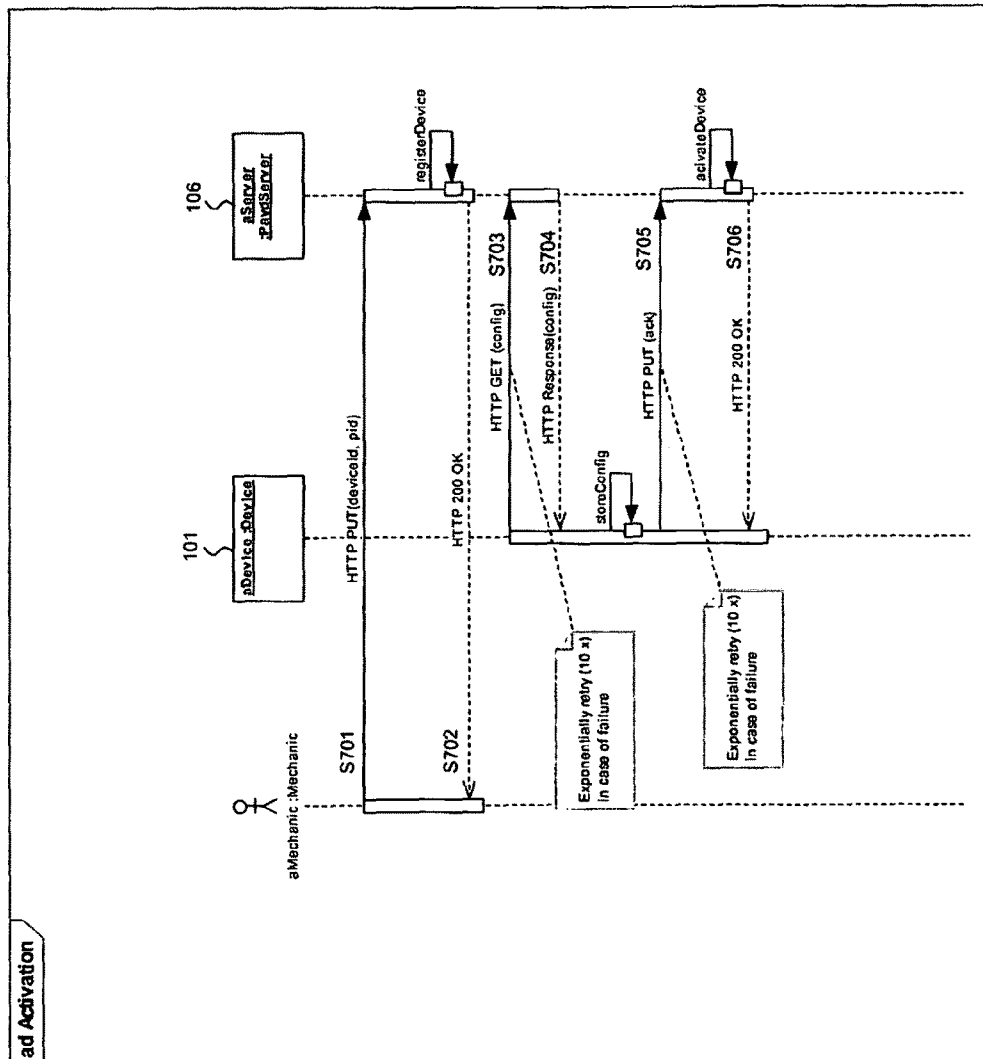 ad Activation
101
106
aMechanic :Mechanic
aDevice :Device
aServer
:PaydServer
S701
HTTP PUT(deviceId, pid)
registerDevice
S702
HTTP 200 OK
HTTP GET (config)
S703
Exponentially retry (10 x)
in case of failure
HTTP Response(config)
S704
storeConfig
HTTP PUT (ack)
S705
Exponentially retry (10 x)
in case of failure
acivateDevice
HTTP 200 OK
S706